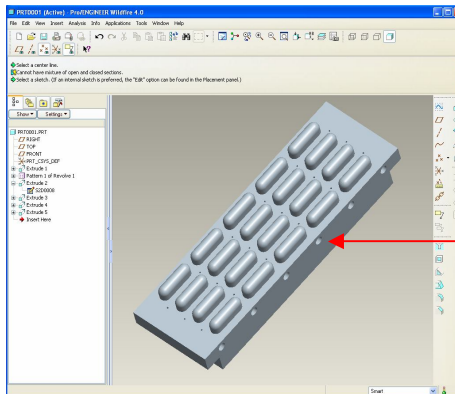 PRT0001 (Active) - Pro/ENGINEER Wildfire 4.0
File Edit View Insert Analysis Info Applications Tools Window Help
Select a center line.
Cannot have mixture of open and closed sections.
Select a sketch. (If an internal sketch is preferred, the "Edit" option can be found in the Placement panel.)
Show Settings
PRT0001.PRT
RIGHT
TOP
FRONT
PRT_CSYS_DEF
Extrude 1
Pattern 1 of Revolve 1
Extrude 2
S2D0008
Extrude 3
Extrude 4
Extrude 5
Insert Here
Smart